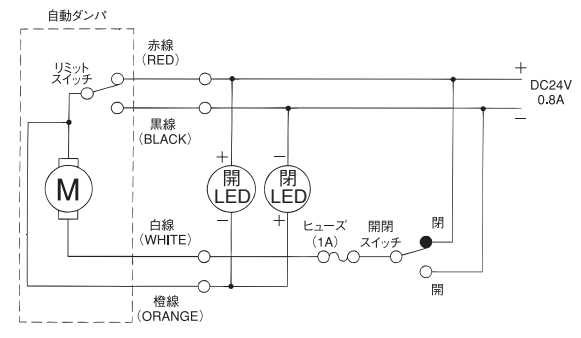 自動ダンパ
リミット
スイッチ
赤線
(RED)
+
DC24V
0.8A
−
黒線
(BLACK)
M
+
開
LED
−
−
閉
LED
+
白線
(WHITE)
ヒューズ
(1A)
開閉
スイッチ
閉
開
橙線
(ORANGE)